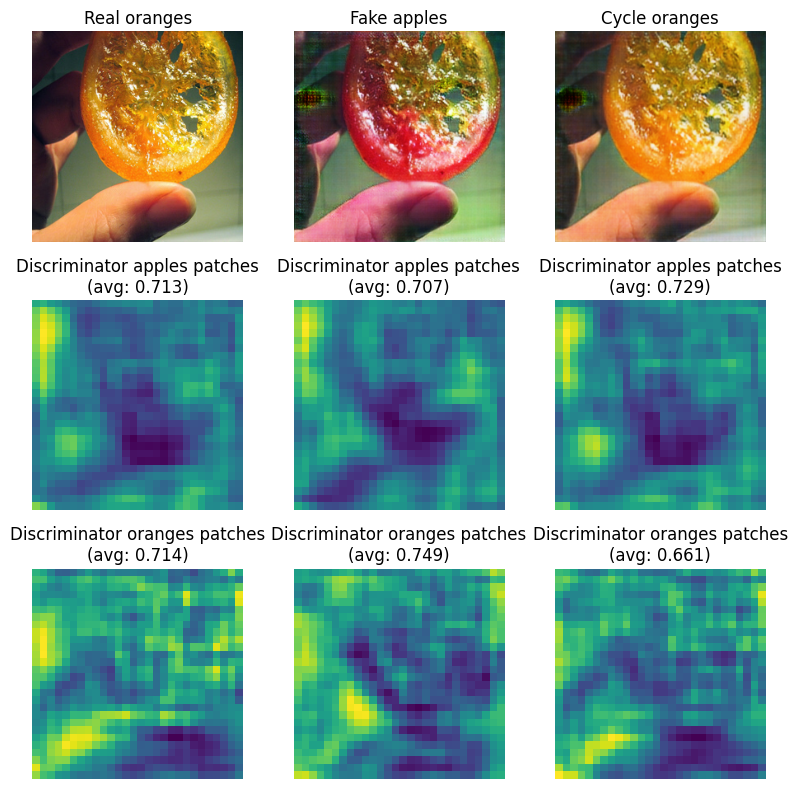 Real oranges
Fake apples
Cycle oranges
Discriminator apples patches
(avg: 0.713)
Discriminator apples patches
(avg: 0.707)
Discriminator apples patches
(avg: 0.729)
Discriminator oranges patches
(avg: 0.714)
Discriminator oranges patches
(avg: 0.749)
Discriminator oranges patches
(avg: 0.661)